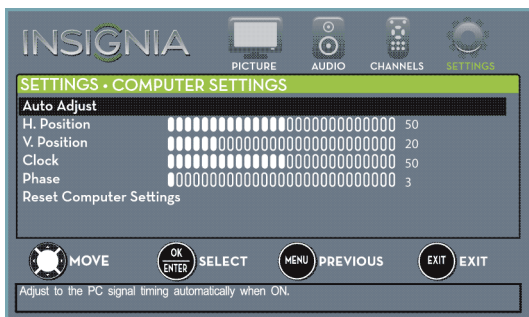 INSIGNIA
PICTURE AUDIO CHANNELS SETTINGS
SETTINGS • COMPUTER SETTINGS
Auto Adjust
H. Position 50
V. Position 20
Clock 50
Phase 3
Reset Computer Settings
MOVE OK ENTER SELECT MENU PREVIOUS EXIT EXIT
Adjust to the PC signal timing automatically when ON.